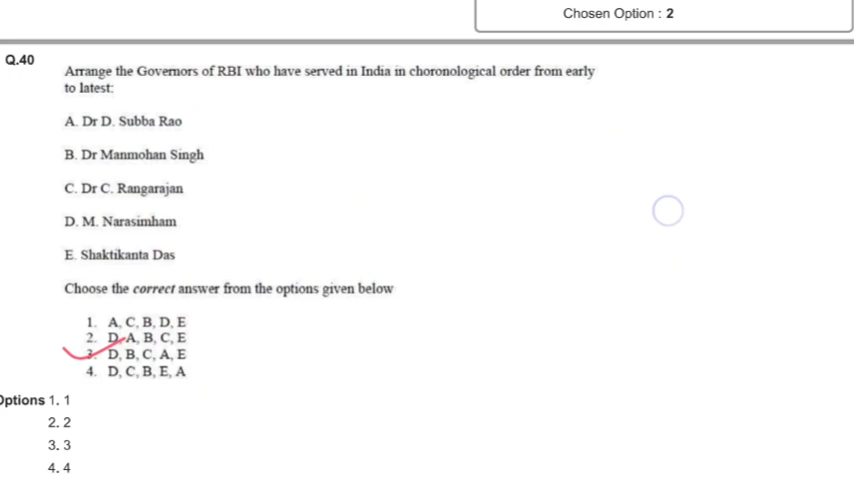 Chosen Option : 2
Q.40
Arrange the Governors of RBI who have served in India in choronological order from early
to latest:
A. Dr D. Subba Rao
B. Dr Manmohan Singh
C. Dr C. Rangarajan
D. M. Narasimham
E. Shaktikanta Das
Choose the correct answer from the options given below
1. A, C, B, D, E
2. D, A, B, C, E
3. D, B, C, A, E
4. D, C, B, E, A
Options 1. 1
2. 2
3. 3
4. 4